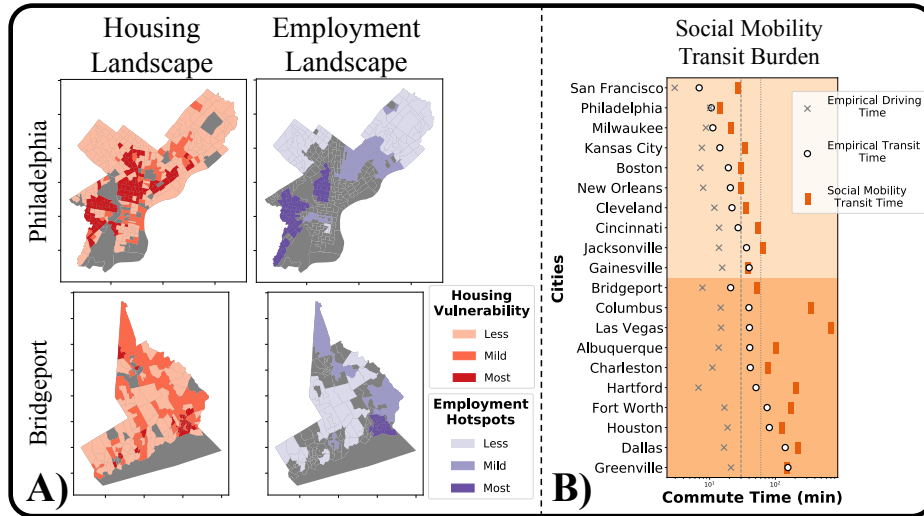 Housing
Landscape
Employment
Landscape
Philadelphia
Bridgeport
Housing
Vulnerability
Less
Mild
Most
Employment
Hotspots
Less
Mild
Most
A)
Social Mobility
Transit Burden
Cities
San Francisco
Philadelphia
Milwaukee
Kansas City
Boston
New Orleans
Cleveland
Cincinnati
Jacksonville
Gainesville
Bridgeport
Columbus
Las Vegas
Albuquerque
Charleston
Hartford
Fort Worth
Houston
Dallas
Greenville
Empirical Driving
Time
Empirical Transit
Time
Social Mobility
Transit Time
10¹
10²
Commute Time (min)
B)